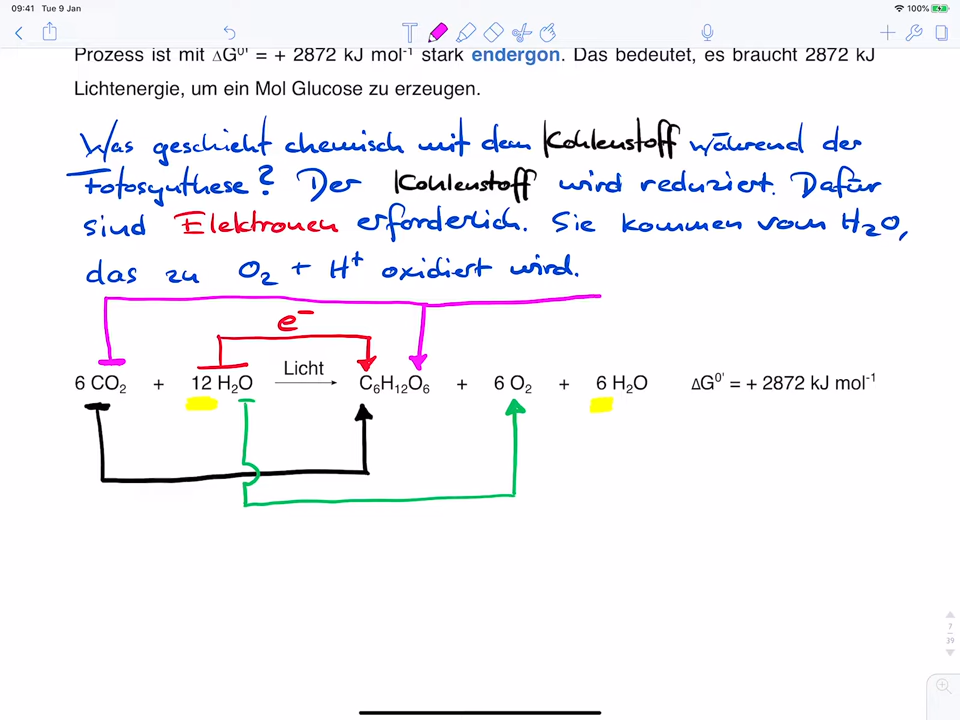 09:41 Tue 9 Jan
100%
Prozess ist mit ΔG⁰' = + 2872 kJ mol⁻¹ stark endergon. Das bedeutet, es braucht 2872 kJ
Lichtenergie, um ein Mol Glucose zu erzeugen.
Was geschieht chemisch mit dem Kohlenstoff während der
Fotosynthese? Der Kohlenstoff wird reduziert. Dafür
sind Elektronen erforderlich. Sie kommen vom H₂O,
das zu O₂ + H⁺ oxidiert wird.
e⁻
Licht
6 CO₂ + 12 H₂O → C₆H₁₂O₆ + 6 O₂ + 6 H₂O ΔG⁰' = + 2872 kJ mol⁻¹
7
39